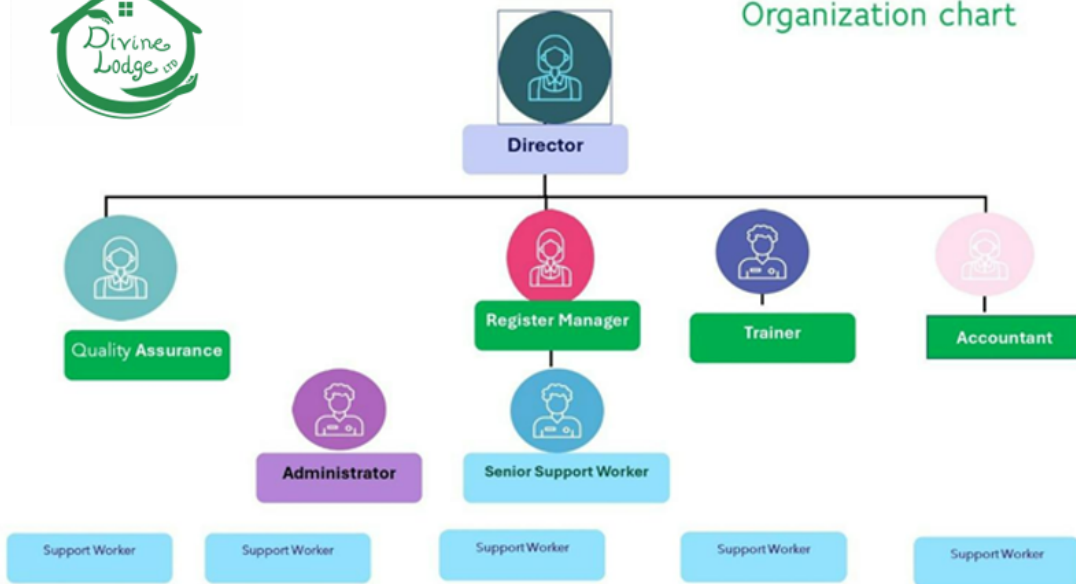 Divine
Lodge LTD
Organization chart
Director
Quality Assurance
Register Manager
Trainer
Accountant
Administrator
Senior Support Worker
Support Worker
Support Worker
Support Worker
Support Worker
Support Worker